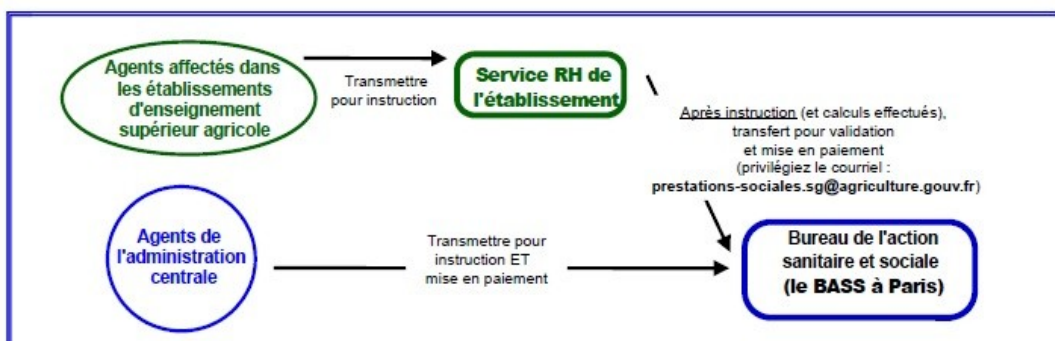 Agents affectés dans
les établissements
d'enseignement
supérieur agricole
Transmettre
pour instruction
Service RH de
l'établissement
Après instruction (et calculs effectués),
transfert pour validation
et mise en paiement
(privilégiez le courriel :
prestations-sociales.sg@agriculture.gouv.fr)
Agents de
l'administration
centrale
Transmettre pour
instruction ET
mise en paiement
Bureau de l'action
sanitaire et sociale
(le BASS à Paris)